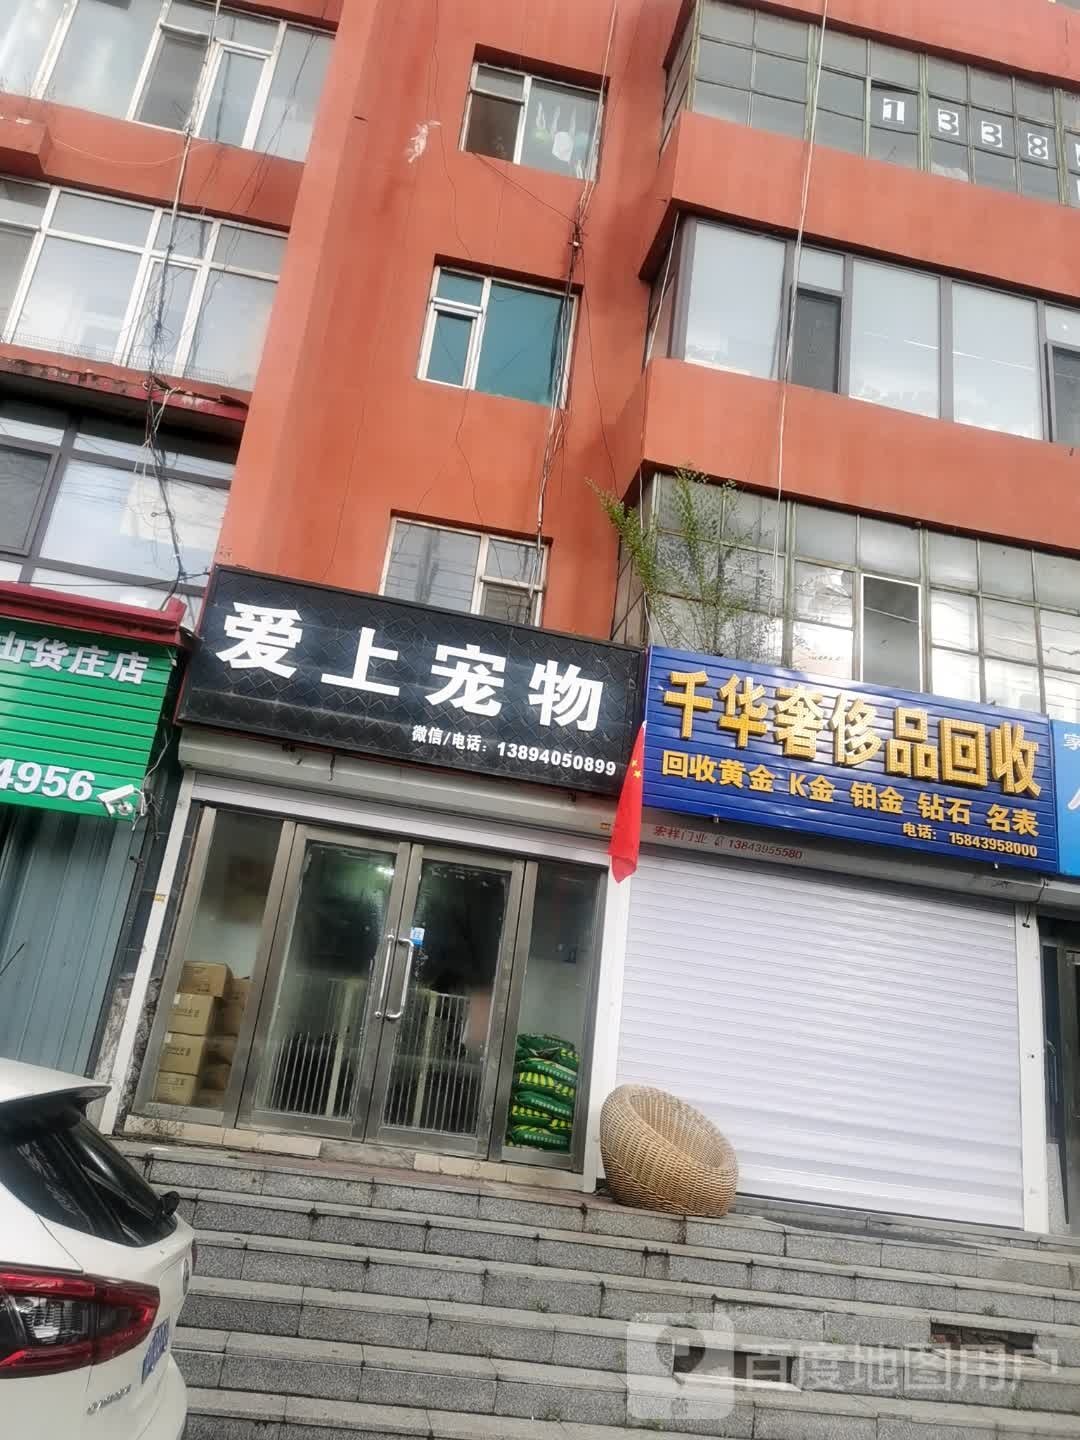 1338
山货庄店
4956
爱上宠物
微信/电话：13894050899
千华奢侈品回收
回收黄金 K金 铂金 钻石 名表
电话：15843958000
宏祥门业 13843955580
家
百度地图用户